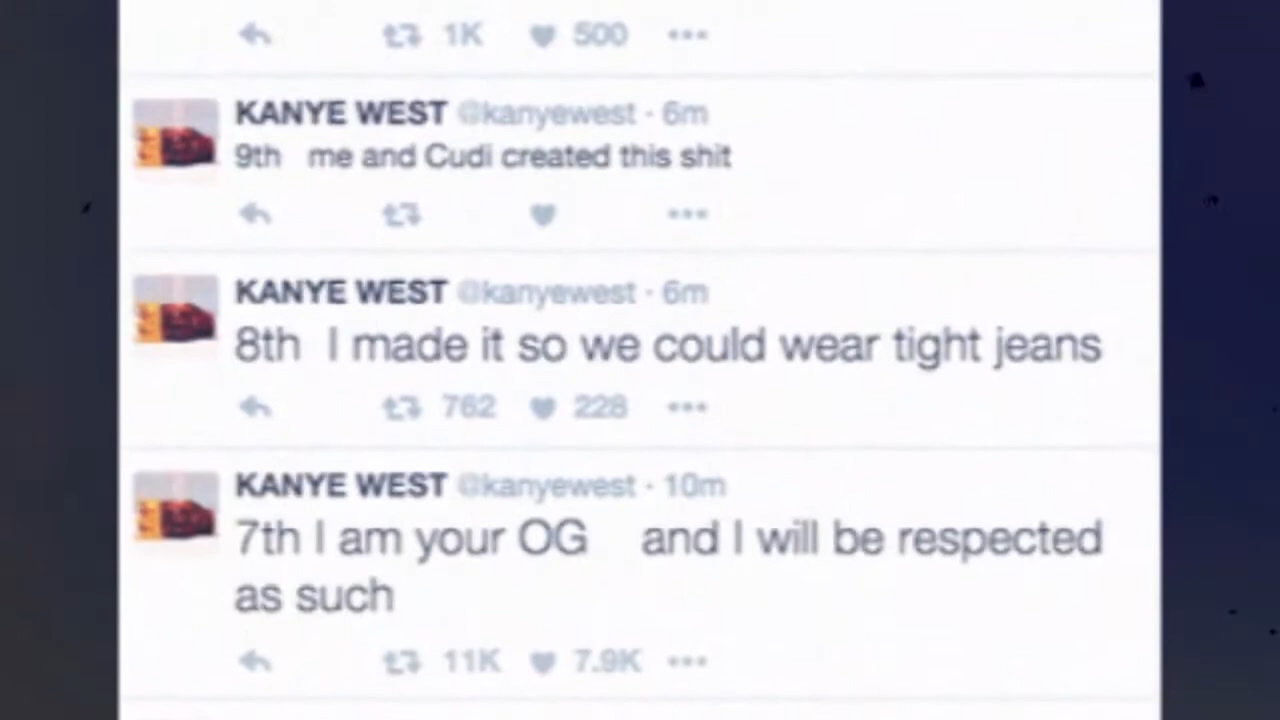 1K 500 •••
KANYE WEST @kanyewest · 6m
9th me and Cudi created this shit
•••
KANYE WEST @kanyewest · 6m
8th I made it so we could wear tight jeans
762 228 •••
KANYE WEST @kanyewest · 10m
7th I am your OG and I will be respected
as such
11K 7.9K •••